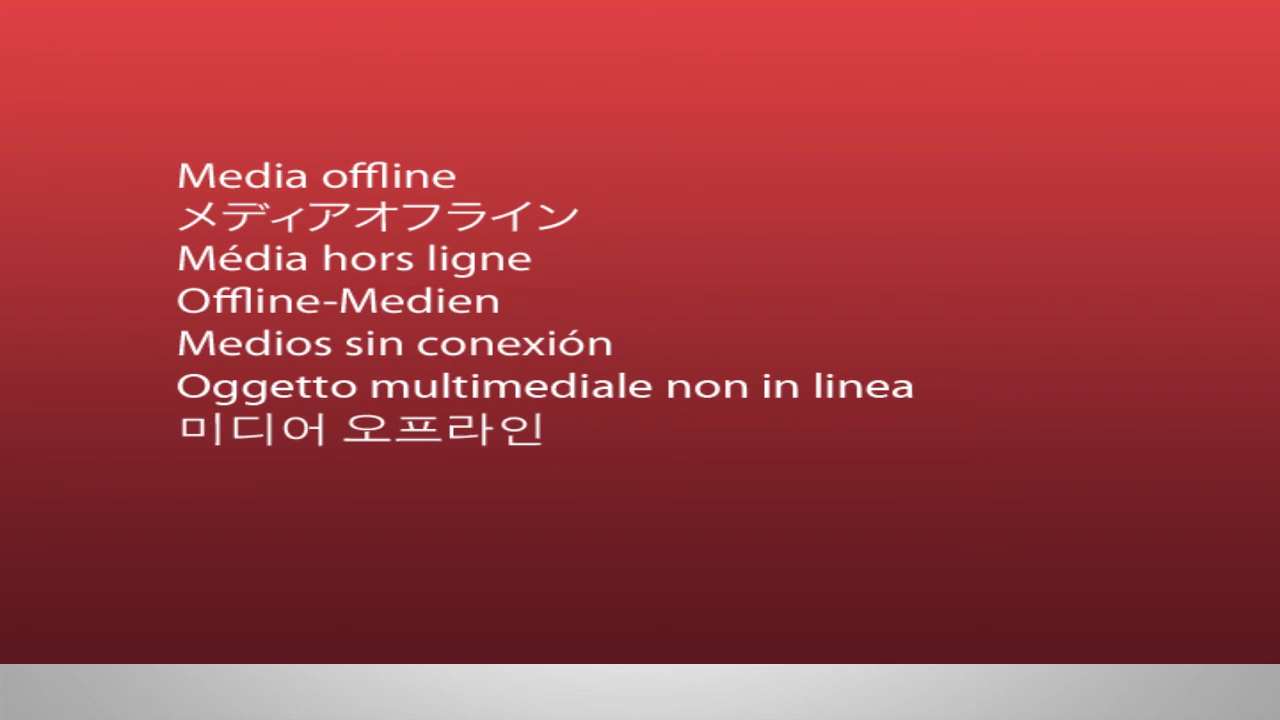 Media offline
メディアオフライン
Média hors ligne
Offline-Medien
Medios sin conexión
Oggetto multimediale non in linea
미디어 오프라인